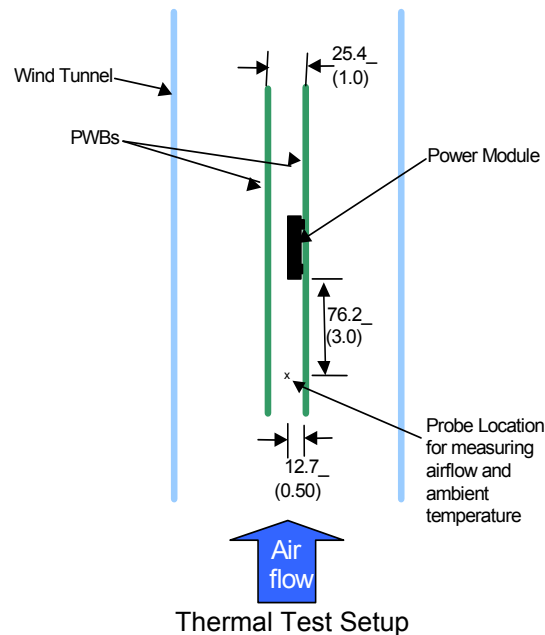 25.4_
(1.0)
Wind Tunnel
PWBs
Power Module
76.2_
(3.0)
x
Probe Location
for measuring
airflow and
ambient
temperature
12.7_
(0.50)
Air
flow
Thermal Test Setup